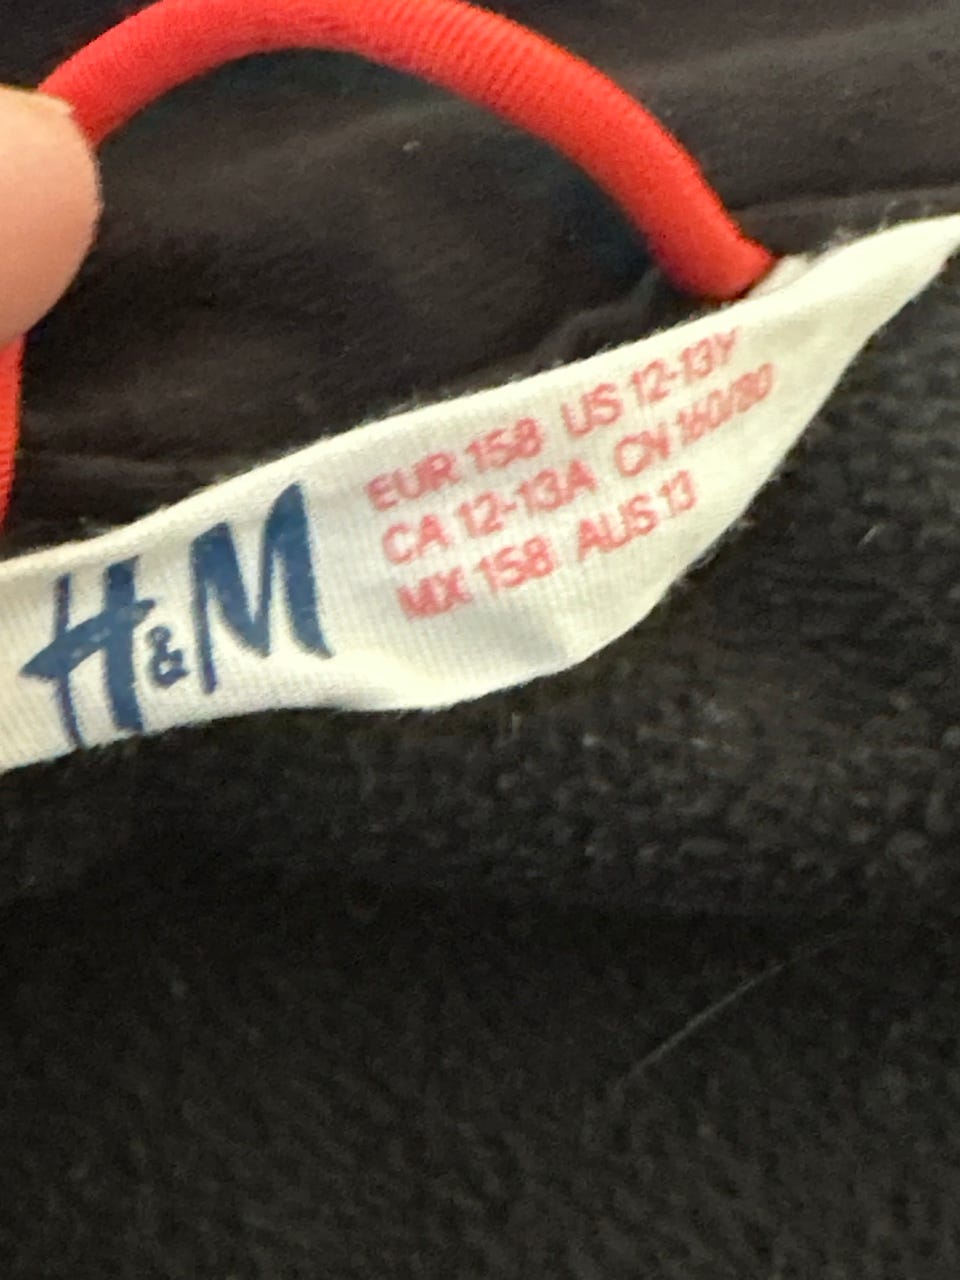 H&M
EUR 158 US 12-13Y
CA 12-13A CN 160/80
MX 158 AUS 13